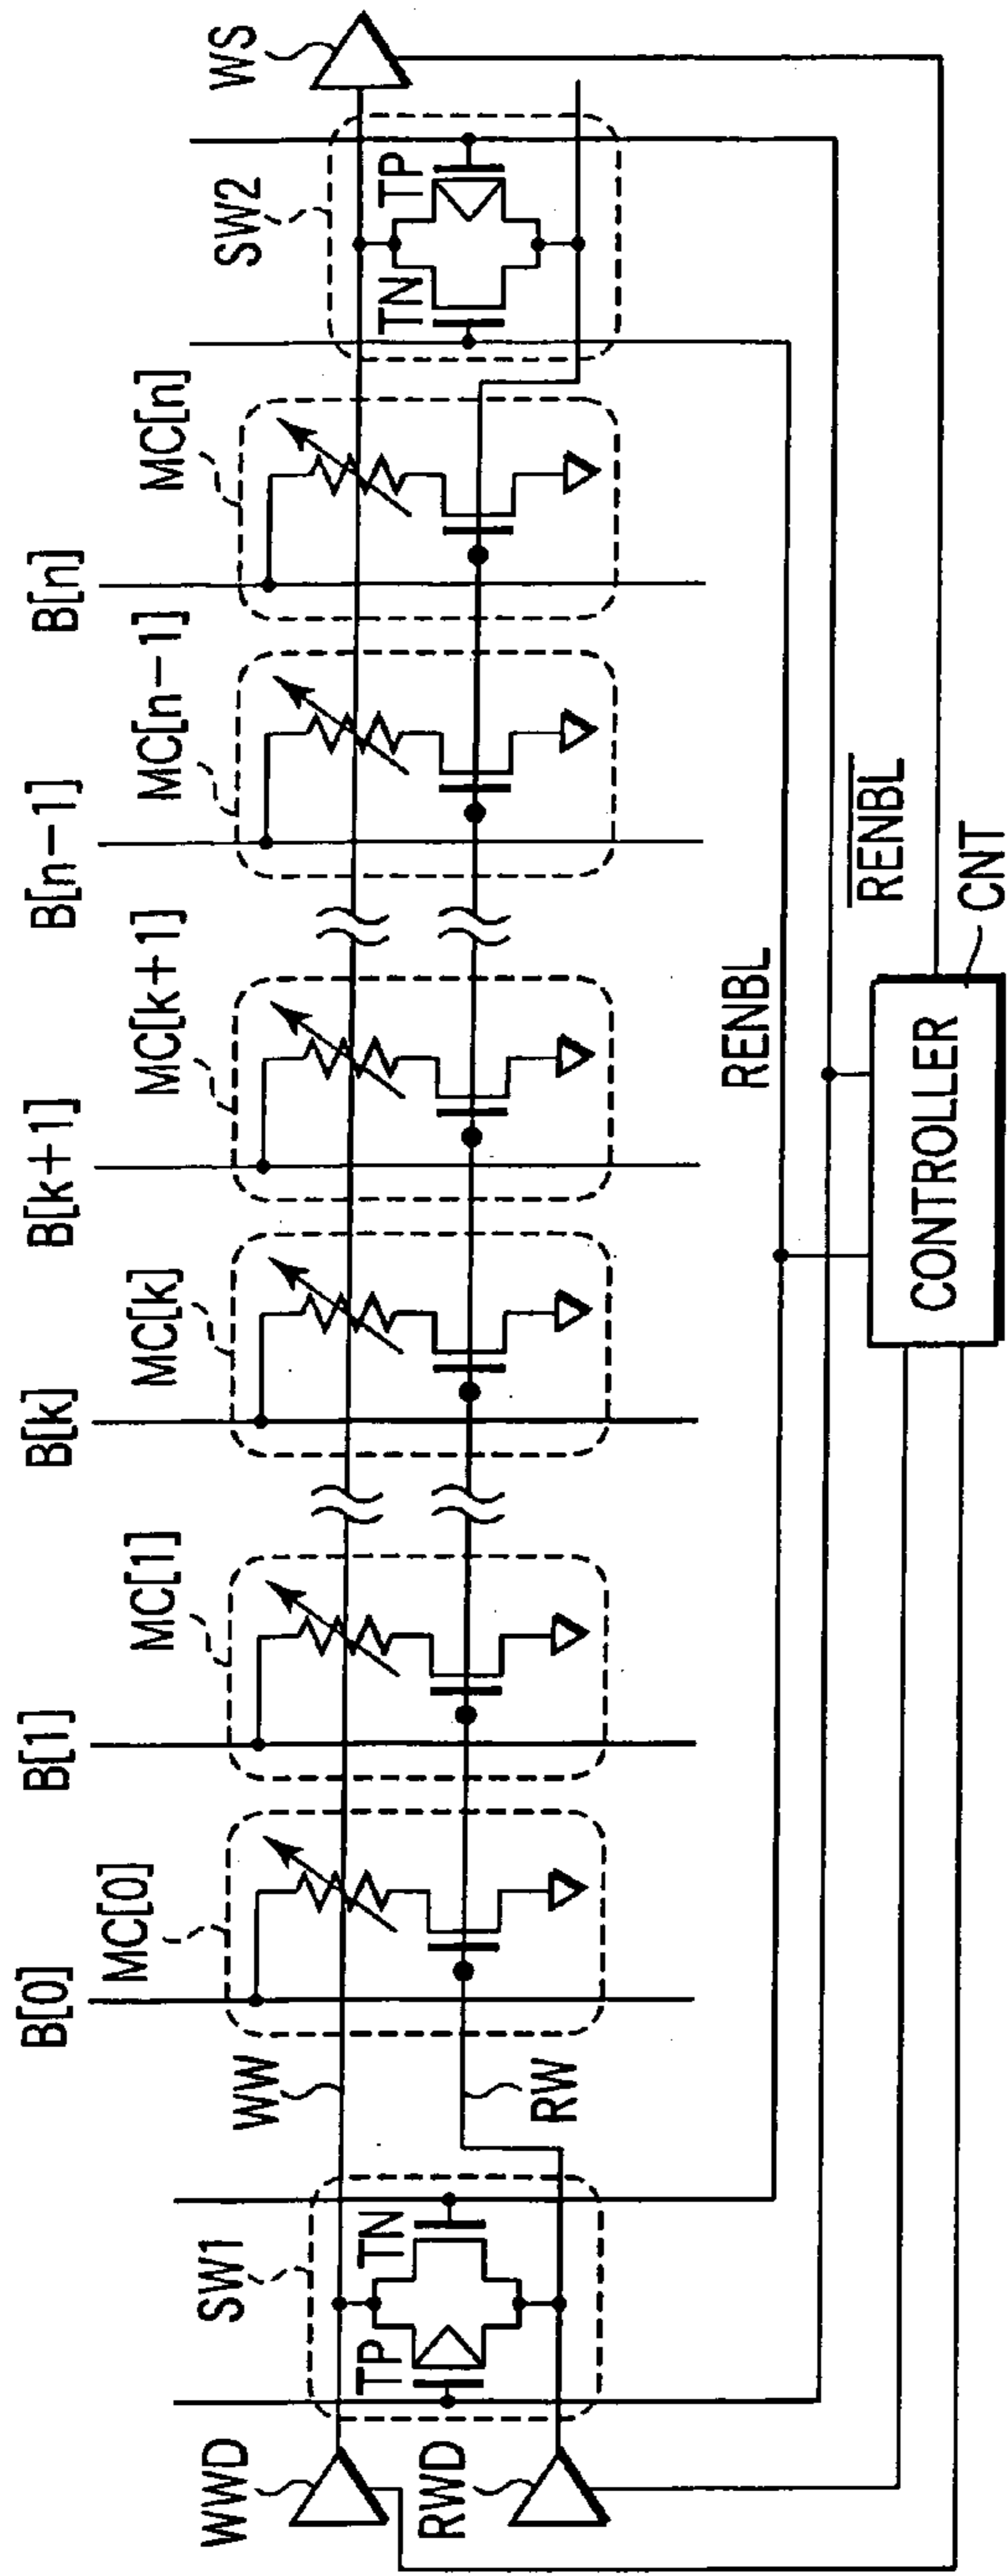 B[0]
B[1]
B[k]
B[k+1]
B[n-1]
B[n]
MC[0]
MC[1]
MC[k]
MC[k+1]
MC[n-1]
MC[n]
SW1
SW2
WS
WWD
TP
TN
WW
TN
TP
RWD
RW
RENBL
RENBL
CONTROLLER
CNT